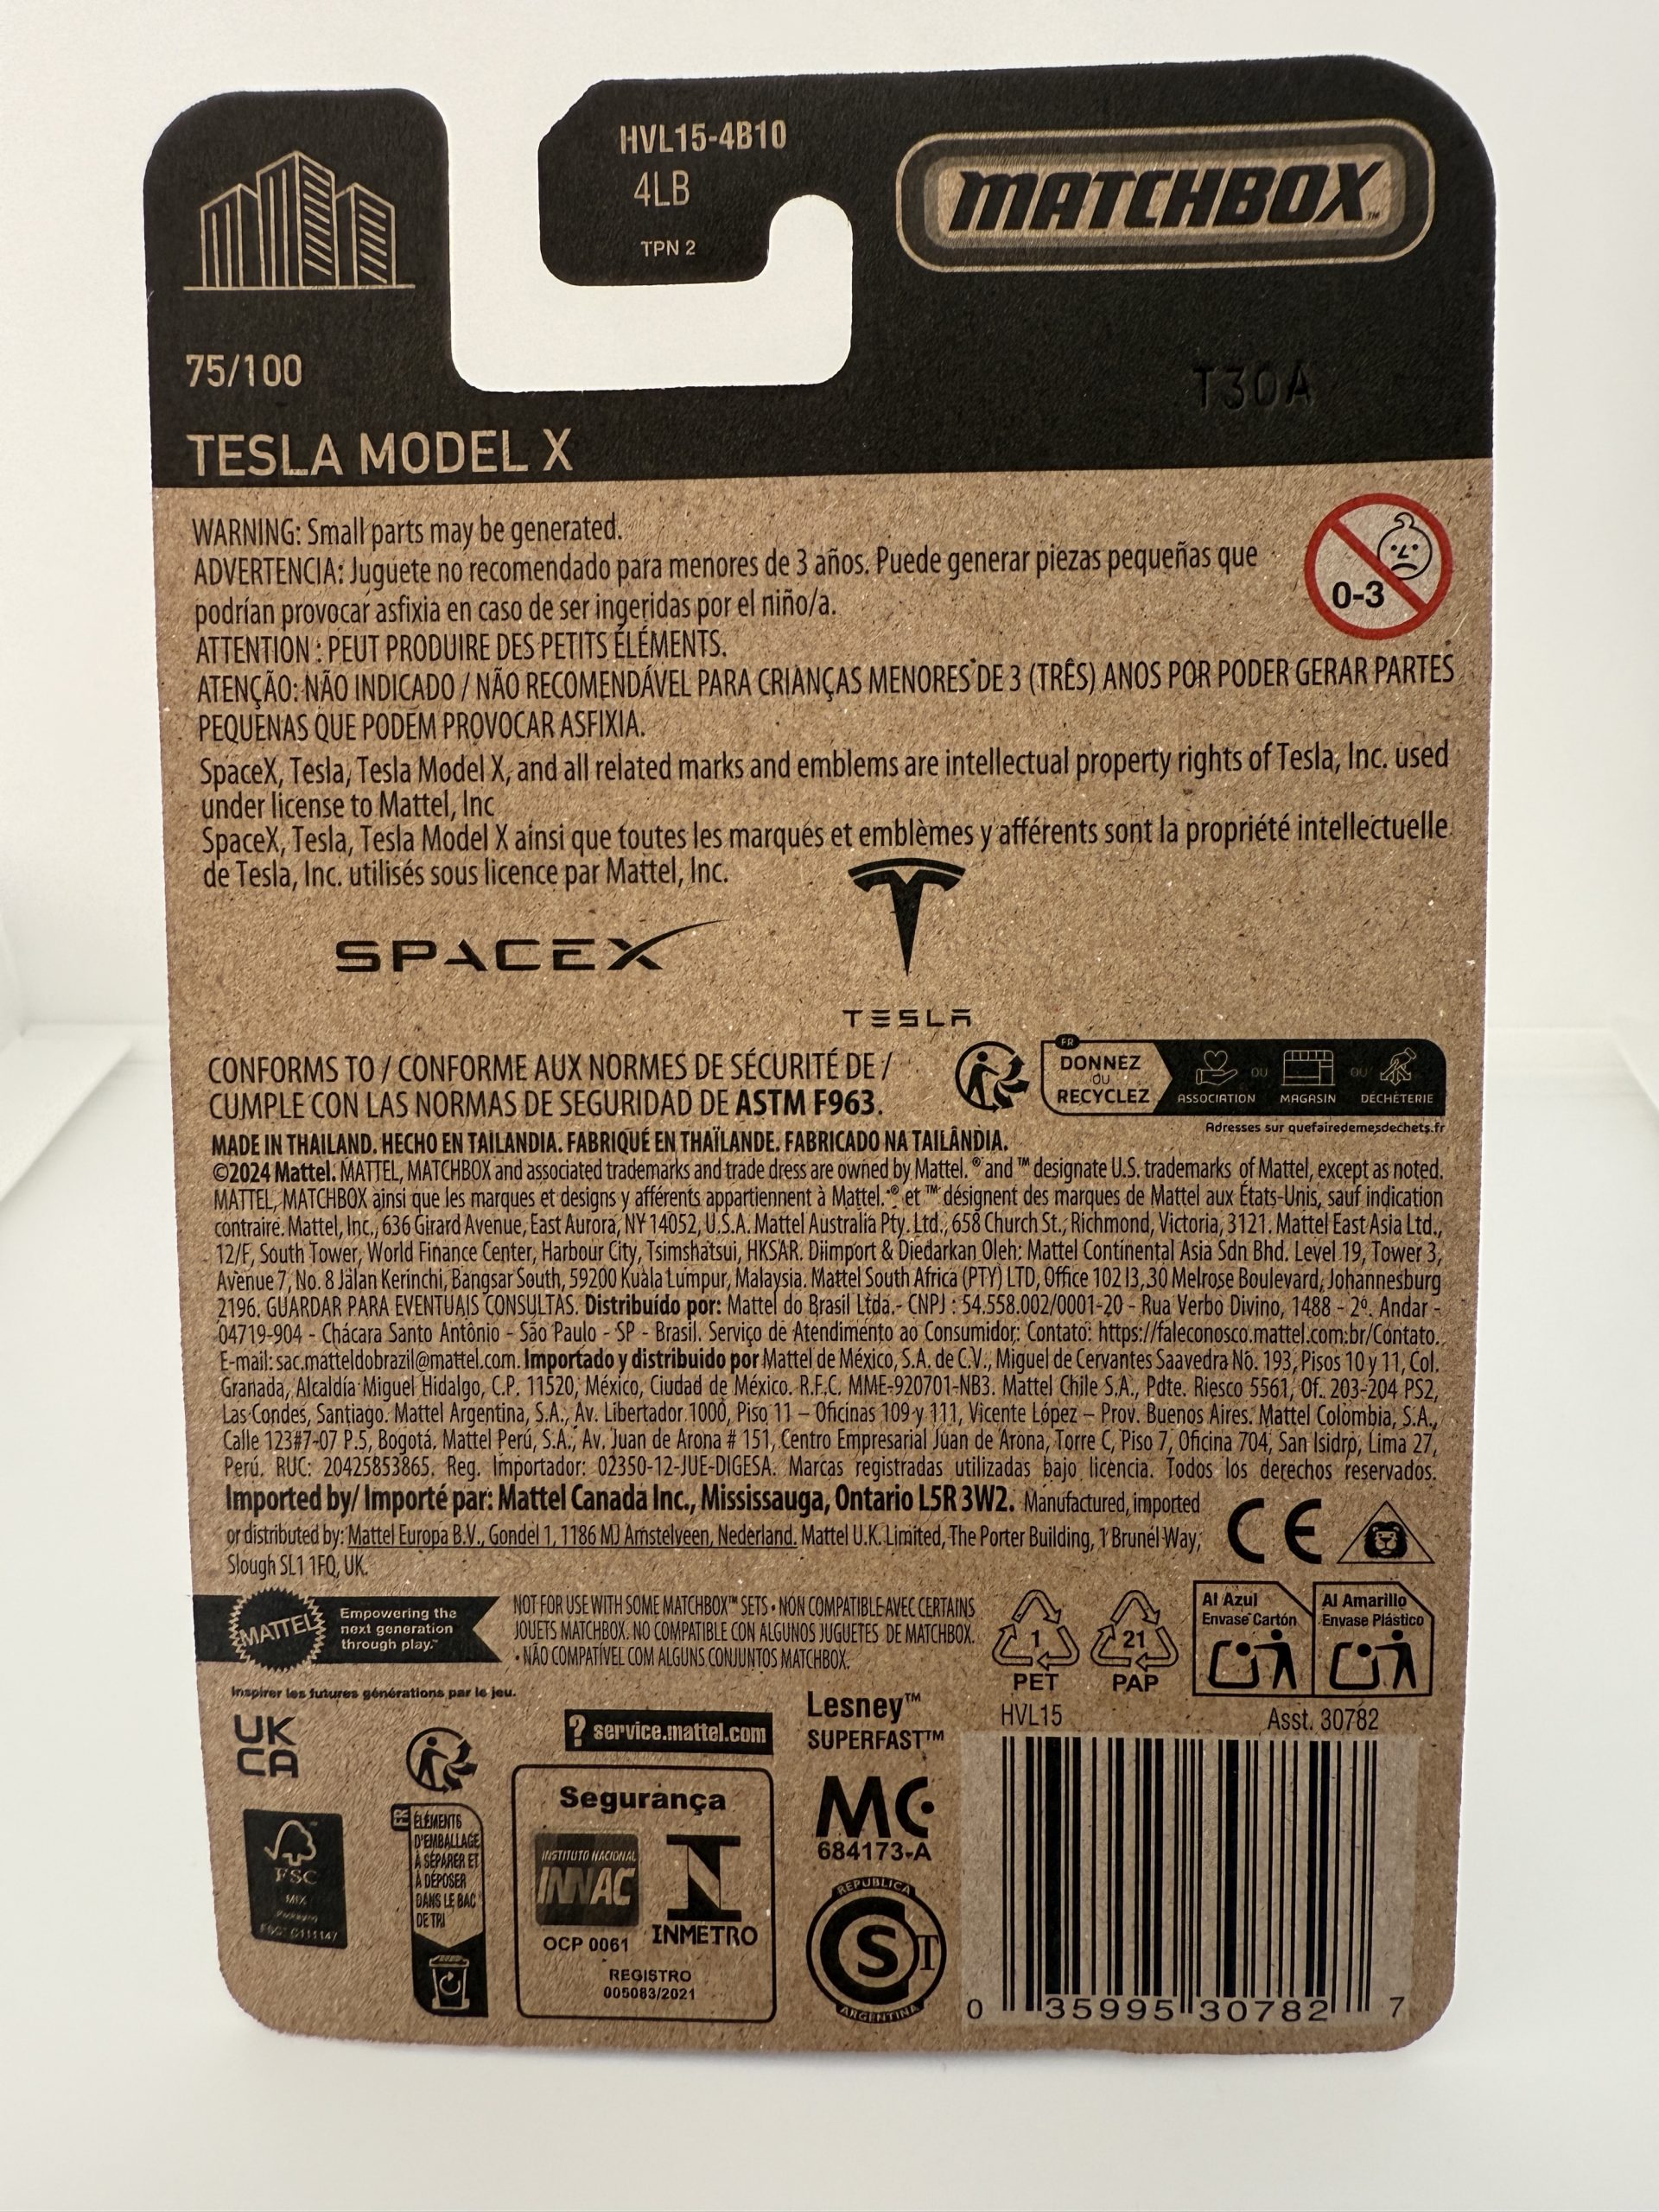 HVL15-4B10
4LB
TPN 2
MATCHBOX™
75/100
T30A
TESLA MODEL X
WARNING: Small parts may be generated.
ADVERTENCIA: Juguete no recomendado para menores de 3 años. Puede generar piezas pequeñas que
podrían provocar asfixia en caso de ser ingeridas por el niño/a.
ATTENTION : PEUT PRODUIRE DES PETITS ÉLÉMENTS.
ATENÇÃO: NÃO INDICADO / NÃO RECOMENDÁVEL PARA CRIANÇAS MENORES DE 3 (TRÊS) ANOS POR PODER GERAR PARTES
PEQUENAS QUE PODEM PROVOCAR ASFIXIA.
0-3
SpaceX, Tesla, Tesla Model X, and all related marks and emblems are intellectual property rights of Tesla, Inc. used
under license to Mattel, Inc
SpaceX, Tesla, Tesla Model X ainsi que toutes les marques et emblèmes y afférents sont la propriété intellectuelle
de Tesla, Inc. utilisés sous licence par Mattel, Inc.
SPACEX
TESLA
CONFORMS TO / CONFORME AUX NORMES DE SÉCURITÉ DE /
CUMPLE CON LAS NORMAS DE SEGURIDAD DE ASTM F963.
FR
DONNEZ
OU
RECYCLEZ
ASSOCIATION OU MAGASIN OU DÉCHÈTERIE
Adresses sur quefairedemesdechets.fr
MADE IN THAILAND. HECHO EN TAILANDIA. FABRIQUÉ EN THAÏLANDE. FABRICADO NA TAILÂNDIA.
©2024 Mattel. MATTEL, MATCHBOX and associated trademarks and trade dress are owned by Mattel. ® and ™ designate U.S. trademarks of Mattel, except as noted.
MATTEL, MATCHBOX ainsi que les marques et designs y afférents appartiennent à Mattel. ® et ™ désignent des marques de Mattel aux États-Unis, sauf indication
contraire. Mattel, Inc., 636 Girard Avenue, East Aurora, NY 14052, U.S.A. Mattel Australia Pty. Ltd., 658 Church St., Richmond, Victoria, 3121. Mattel East Asia Ltd.,
12/F, South Tower, World Finance Center, Harbour City, Tsimshatsui, HKSAR. Diimport & Diedarkan Oleh: Mattel Continental Asia Sdn Bhd. Level 19, Tower 3,
Avenue 7, No. 8 Jalan Kerinchi, Bangsar South, 59200 Kuala Lumpur, Malaysia. Mattel South Africa (PTY) LTD, Office 102 I3, 30 Melrose Boulevard, Johannesburg
2196. GUARDAR PARA EVENTUAIS CONSULTAS. Distribuído por: Mattel do Brasil Ltda.- CNPJ : 54.558.002/0001-20 - Rua Verbo Divino, 1488 - 2º. Andar -
04719-904 - Chácara Santo Antônio - São Paulo - SP - Brasil. Serviço de Atendimento ao Consumidor: Contato: https://faleconosco.mattel.com.br/Contato.
E-mail: sac.matteldobrazil@mattel.com. Importado y distribuido por Mattel de México, S.A. de C.V., Miguel de Cervantes Saavedra No. 193, Pisos 10 y 11, Col.
Granada, Alcaldía Miguel Hidalgo, C.P. 11520, México, Ciudad de México. R.F.C. MME-920701-NB3. Mattel Chile S.A., Pdte. Riesco 5561, Of. 203-204 PS2,
Las Condes, Santiago. Mattel Argentina, S.A., Av. Libertador 1000, Piso 11 – Oficinas 109 y 111, Vicente López – Prov. Buenos Aires. Mattel Colombia, S.A.,
Calle 123#7-07 P.5, Bogotá. Mattel Perú, S.A., Av. Juan de Arona # 151, Centro Empresarial Juan de Arona, Torre C, Piso 7, Oficina 704, San Isidro, Lima 27,
Perú. RUC: 20425853865. Reg. Importador: 02350-12-JUE-DIGESA. Marcas registradas utilizadas bajo licencia. Todos los derechos reservados.
Imported by/ Importé par: Mattel Canada Inc., Mississauga, Ontario L5R 3W2. Manufactured, imported
or distributed by: Mattel Europa B.V., Gondel 1, 1186 MJ Amstelveen, Nederland. Mattel U.K. Limited, The Porter Building, 1 Brunel Way,
Slough SL1 1FQ, UK.
CE
MATTEL
Empowering the
next generation
through play.™
Inspirer les futures générations par le jeu.
NOT FOR USE WITH SOME MATCHBOX™ SETS • NON COMPATIBLE AVEC CERTAINS
JOUETS MATCHBOX. NO COMPATIBLE CON ALGUNOS JUGUETES DE MATCHBOX.
• NÃO COMPATÍVEL COM ALGUNS CONJUNTOS MATCHBOX.
1
PET
21
PAP
Al Azul
Envase Cartón
Al Amarillo
Envase Plástico
UK
CA
FSC
MIX
Packaging
FSC® C111147
FR
ÉLÉMENTS
D'EMBALLAGE
À SÉPARER ET
À DÉPOSER
DANS LE BAC
DE TRI
? service.mattel.com
Segurança
INSTITUTO NACIONAL
INNAC
OCP 0061
INMETRO
REGISTRO
005083/2021
Lesney™
SUPERFAST™
MC
684173-A
REPUBLICA
S T
ARGENTINA
HVL15
Asst. 30782
0 35995 30782 7